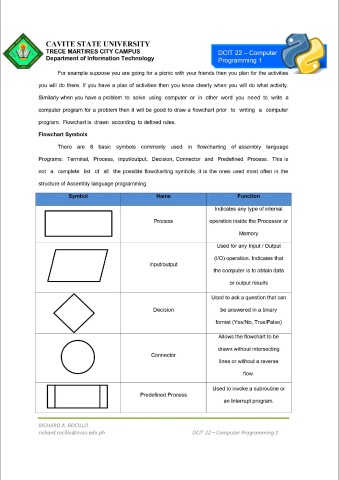 CAVITE STATE UNIVERSITY
TRECE MARTIRES CITY CAMPUS
Department of Information Technology
DCIT 22 – Computer
Programming 1
For example suppose you are going for a picnic with your friends then you plan for the activities
you will do there. If you have a plan of activities then you know clearly when you will do what activity.
Similarly when you have a problem to solve using computer or in other word you need to write a
computer program for a problem then it will be good to draw a flowchart prior to writing a computer
program. Flowchart is drawn according to defined rules.
Flowchart Symbols
There are 6 basic symbols commonly used in flowcharting of assembly language
Programs: Terminal, Process, input/output, Decision, Connector and Predefined Process. This is
not a complete list of all the possible flowcharting symbols, it is the ones used most often in the
structure of Assembly language programming.
Symbol Name Function
Process
Indicates any type of internal
operation inside the Processor or
Memory
input/output
Used for any Input / Output
(I/O) operation. Indicates that
the computer is to obtain data
or output results
Decision
Used to ask a question that can
be answered in a binary
format (Yes/No, True/False)
Connector
Allows the flowchart to be
drawn without intersecting
lines or without a reverse
flow.
Predefined Process
Used to invoke a subroutine or
an Interrupt program.
RICHARD A. ROCILLO
richard.rocillo@cvsu.edu.ph DCIT 22 – Computer Programming 1